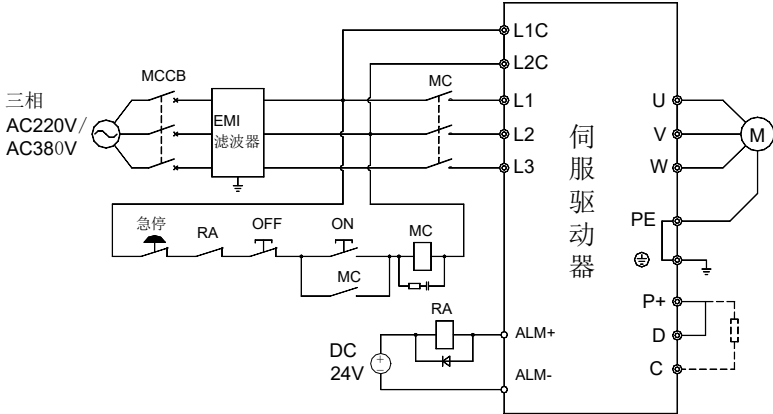 三相
AC220V/
AC380V
MCCB
EMI
滤波器
MC
L1C
L2C
L1
L2
L3
伺服驱动器
U
V
W
M
PE
P+
D
C
急停
RA
OFF
ON
MC
MC
RA
DC
24V
ALM+
ALM-